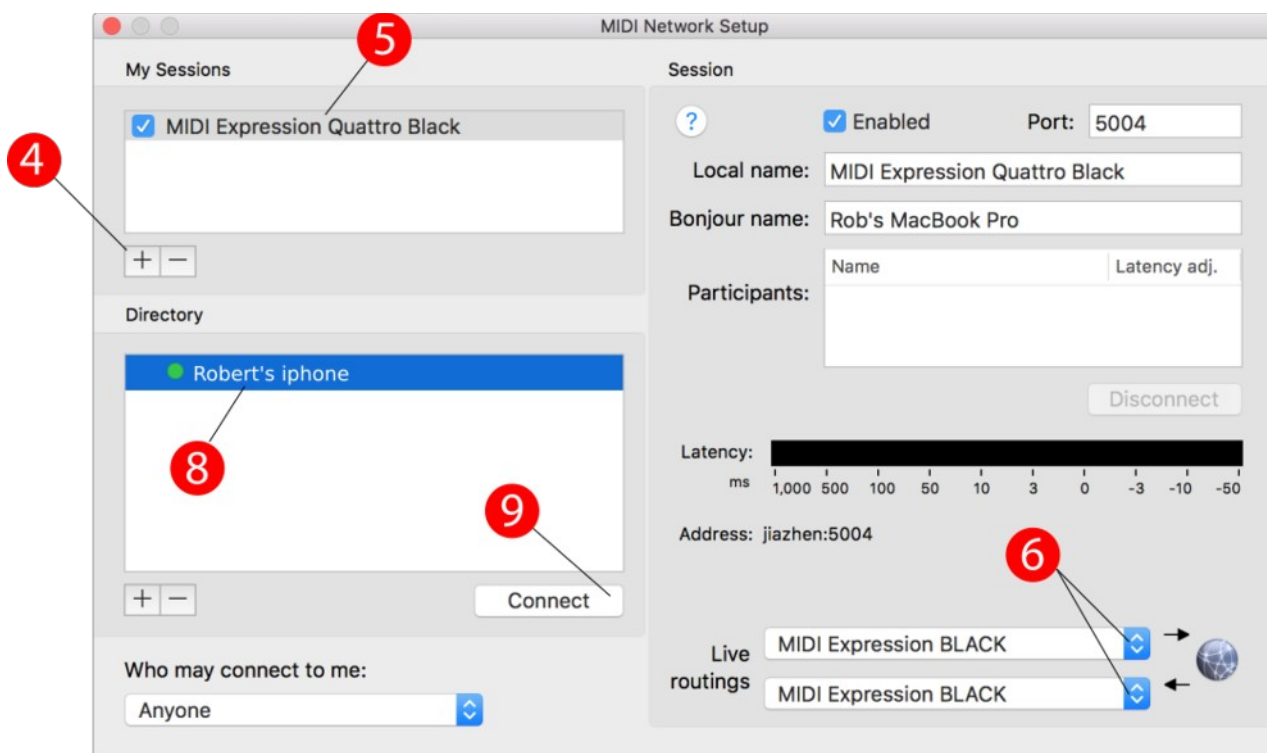 MIDI Network Setup
5
My Sessions
MIDI Expression Quattro Black
4
+ −
Directory
Robert's iphone
8
9
+ −
Connect
Who may connect to me:
Anyone
Session
?
Enabled
Port: 5004
Local name: MIDI Expression Quattro Black
Bonjour name: Rob's MacBook Pro
Participants:
Name Latency adj.
Disconnect
Latency:
ms 1,000 500 100 50 10 3 0 -3 -10 -50
Address: jiazhen:5004
6
Live routings
MIDI Expression BLACK
MIDI Expression BLACK